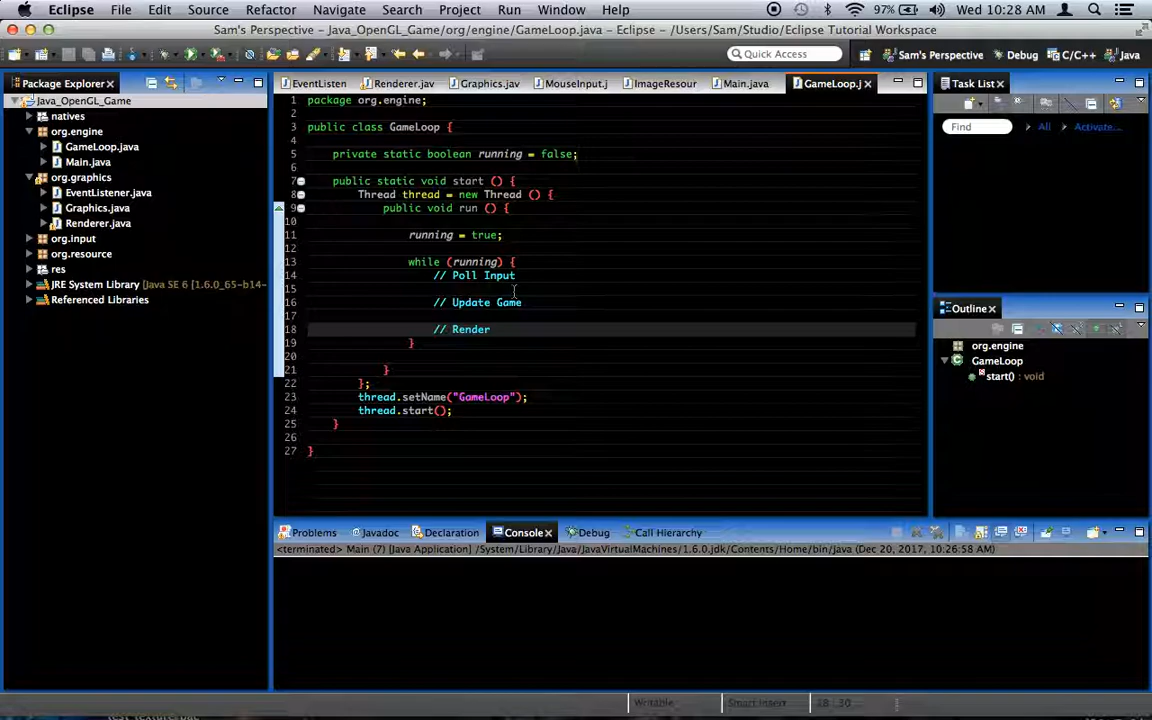 Eclipse File Edit Source Refactor Navigate Search Project Run Window Help 97% Wed 10:28 AM
Sam's Perspective - Java_OpenGL_Game/org/engine/GameLoop.java - Eclipse - /Users/Sam/Studio/Eclipse Tutorial Workspace
Quick Access Sam's Perspective Debug C/C++ Java
Package Explorer
Java_OpenGL_Game
natives
org.engine
GameLoop.java
Main.java
org.graphics
EventListener.java
Graphics.java
Renderer.java
org.input
org.resource
res
JRE System Library [Java SE 6 (1.6.0_65-b14-
Referenced Libraries
EventListen Renderer.jav Graphics.jav MouseInput.j ImageResour Main.java GameLoop.j
1 package org.engine;
2
3 public class GameLoop {
4
5 private static boolean running = false;
6
7 public static void start () {
8 Thread thread = new Thread () {
9 public void run () {
10
11 running = true;
12
13 while (running) {
14 // Poll Input
15
16 // Update Game
17
18 // Render
19 }
20
21 }
22 };
23 thread.setName("GameLoop");
24 thread.start();
25 }
26
27 }
Task List
Find All Activate...
Outline
org.engine
GameLoop
start() : void
Problems Javadoc Declaration Console Debug Call Hierarchy
<terminated> Main (7) [Java Application] /System/Library/Java/JavaVirtualMachines/1.6.0.jdk/Contents/Home/bin/java (Dec 20, 2017, 10:26:58 AM)
Writable Smart Insert 18 : 30